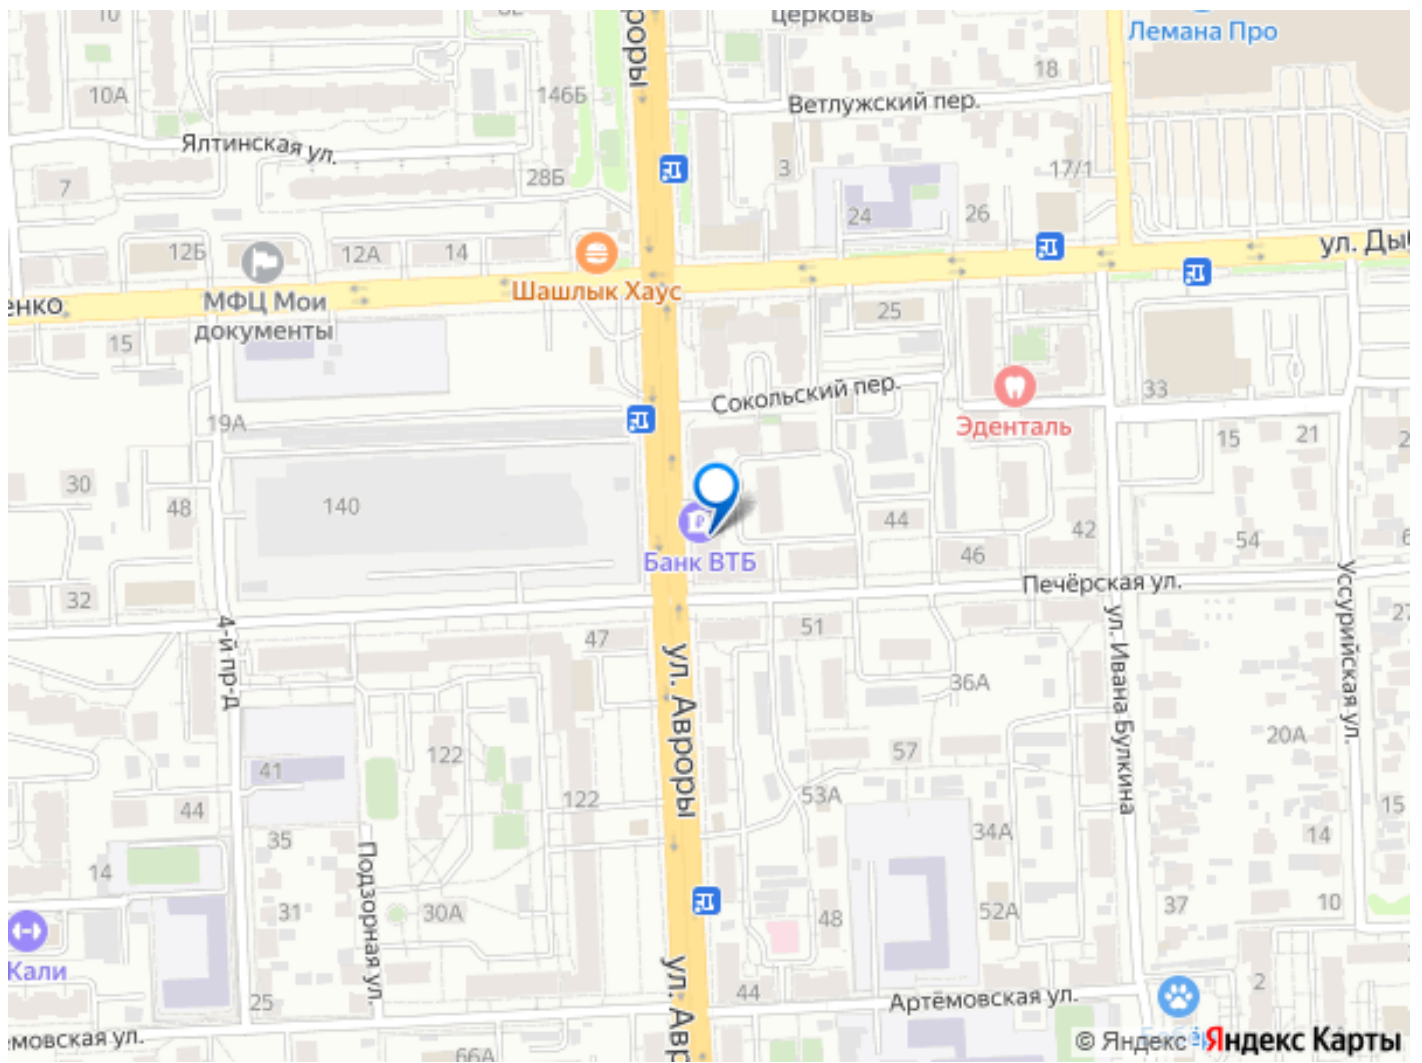 10
церковь
Лемана Про
роры
18
10А
146Б
Ветлужский пер.
Ялтинская ул.
3
17/1
28Б
7
24
26
12Б
12А
14
ул. Ды
Шашлык Хаус
МФЦ Мои
документы
енко
25
15
Сокольский пер.
33
19А
Эденталь
15
21
30
48
140
44
42
54
Банк ВТБ
46
Печёрская ул.
32
4-й пр-д
47
51
ул. Ивана Булкина
Уссурийская ул.
27
ул. Авроры
36А
122
57
20А
41
122
53А
44
35
34А
14
15
14
Подзорная ул.
31
30А
48
52А
37
10
Кали
ул. Авр
25
44
Артёмовская ул.
2
ёмовская ул.
66А
© Яндекс
Яндекс Карты